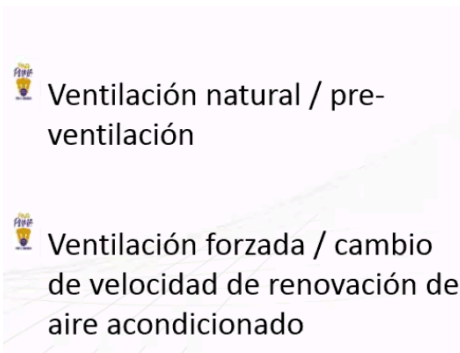 Ventilación natural / pre-
ventilación
Ventilación forzada / cambio
de velocidad de renovación de
aire acondicionado